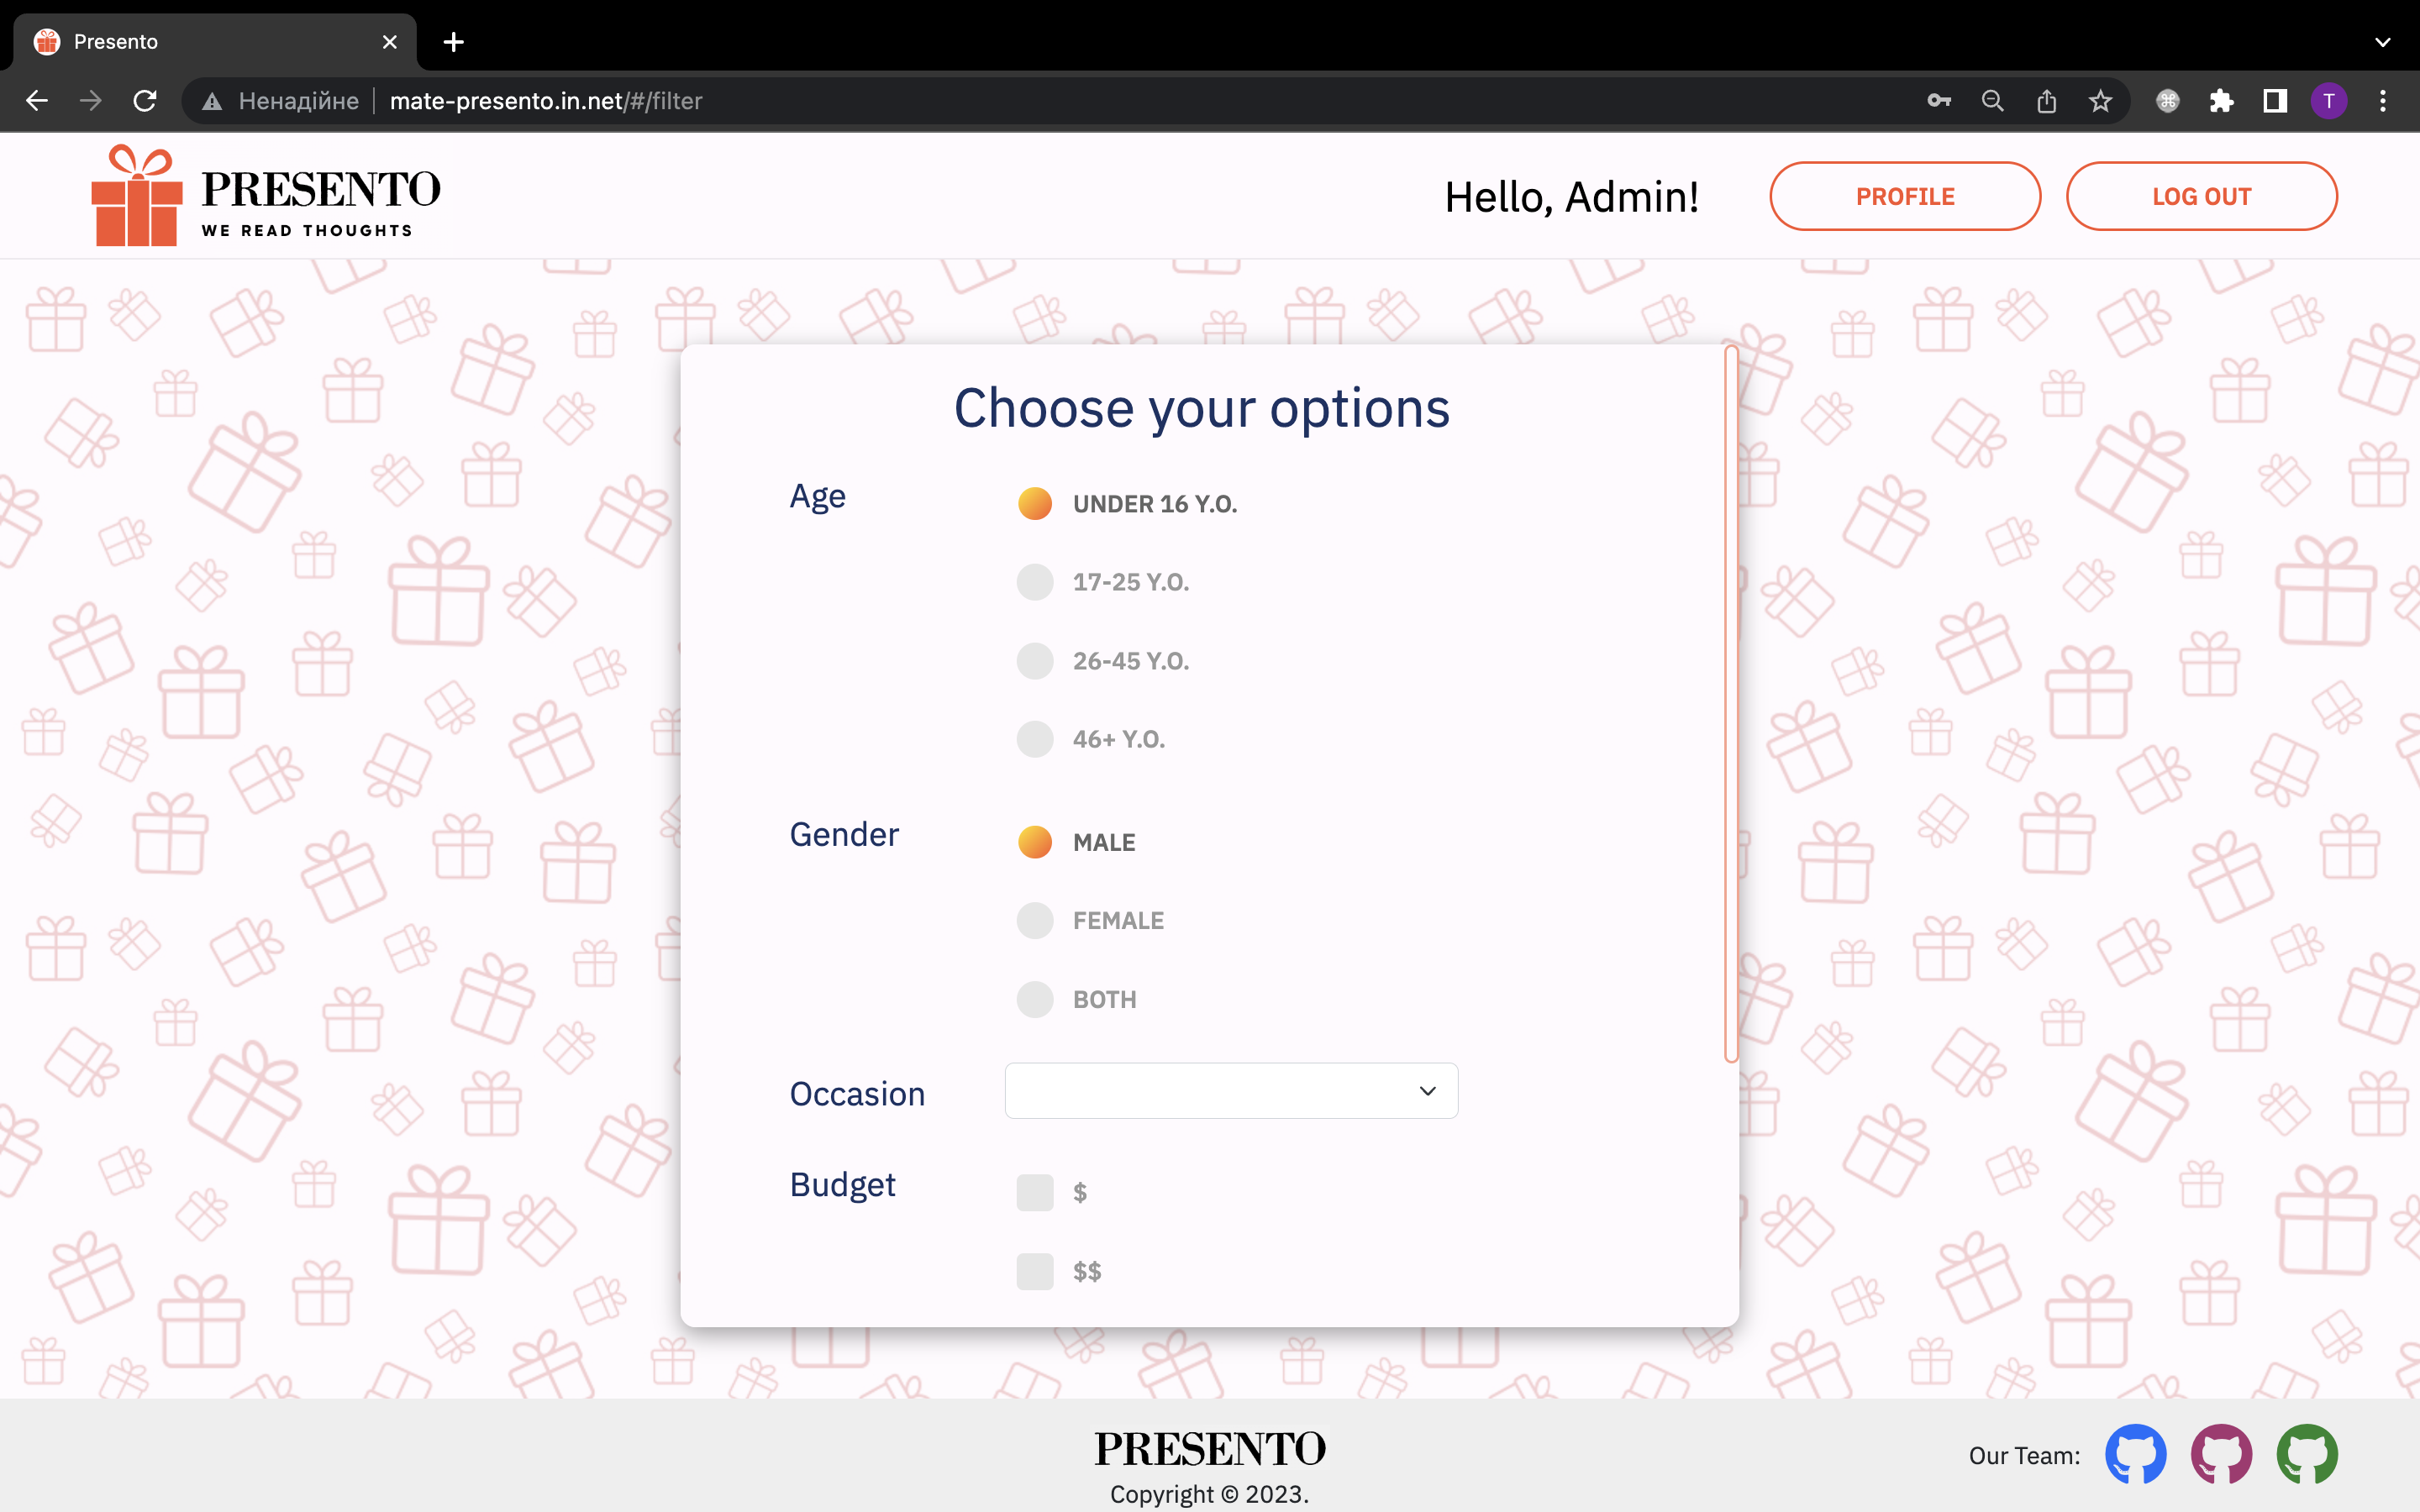 Presento
Ненадійне mate-presento.in.net/#/filter
T
PRESENTO
WE READ THOUGHTS
Hello, Admin!
PROFILE
LOG OUT
Choose your options
Age
UNDER 16 Y.O.
17-25 Y.O.
26-45 Y.O.
46+ Y.O.
Gender
MALE
FEMALE
BOTH
Occasion
Budget
$
$$
PRESENTO
Copyright © 2023.
Our Team: